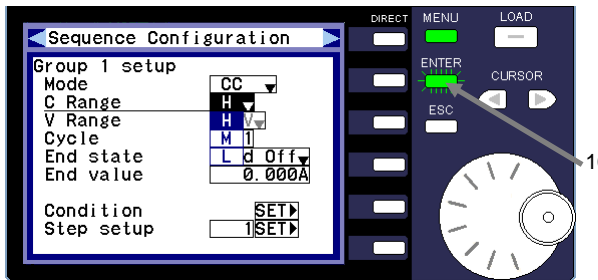 DIRECT MENU LOAD
Sequence Configuration
ENTER
CURSOR
ESC
Group 1 setup
Mode CC
C Range H
V Range H V
Cycle M 1
End state L d Off
End value 0.000A
Condition SET
Step setup 1 SET